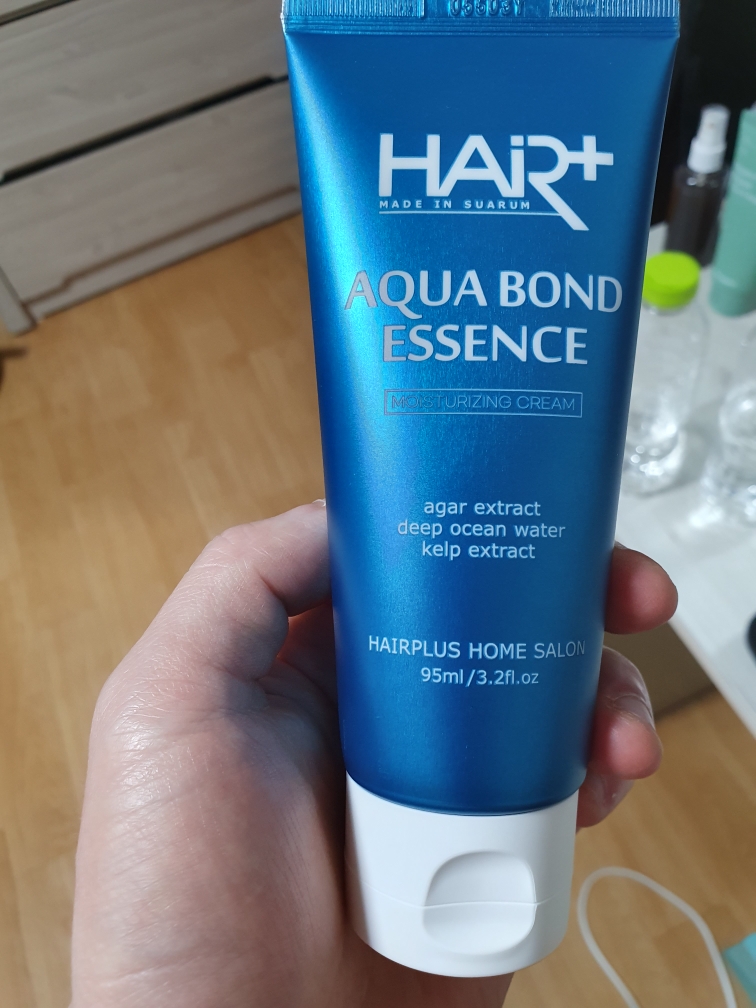 HAiR+
MADE IN SUARUM
AQUA BOND
ESSENCE
MOISTURIZING CREAM
agar extract
deep ocean water
kelp extract
HAIRPLUS HOME SALON
95ml/3.2fl.oz